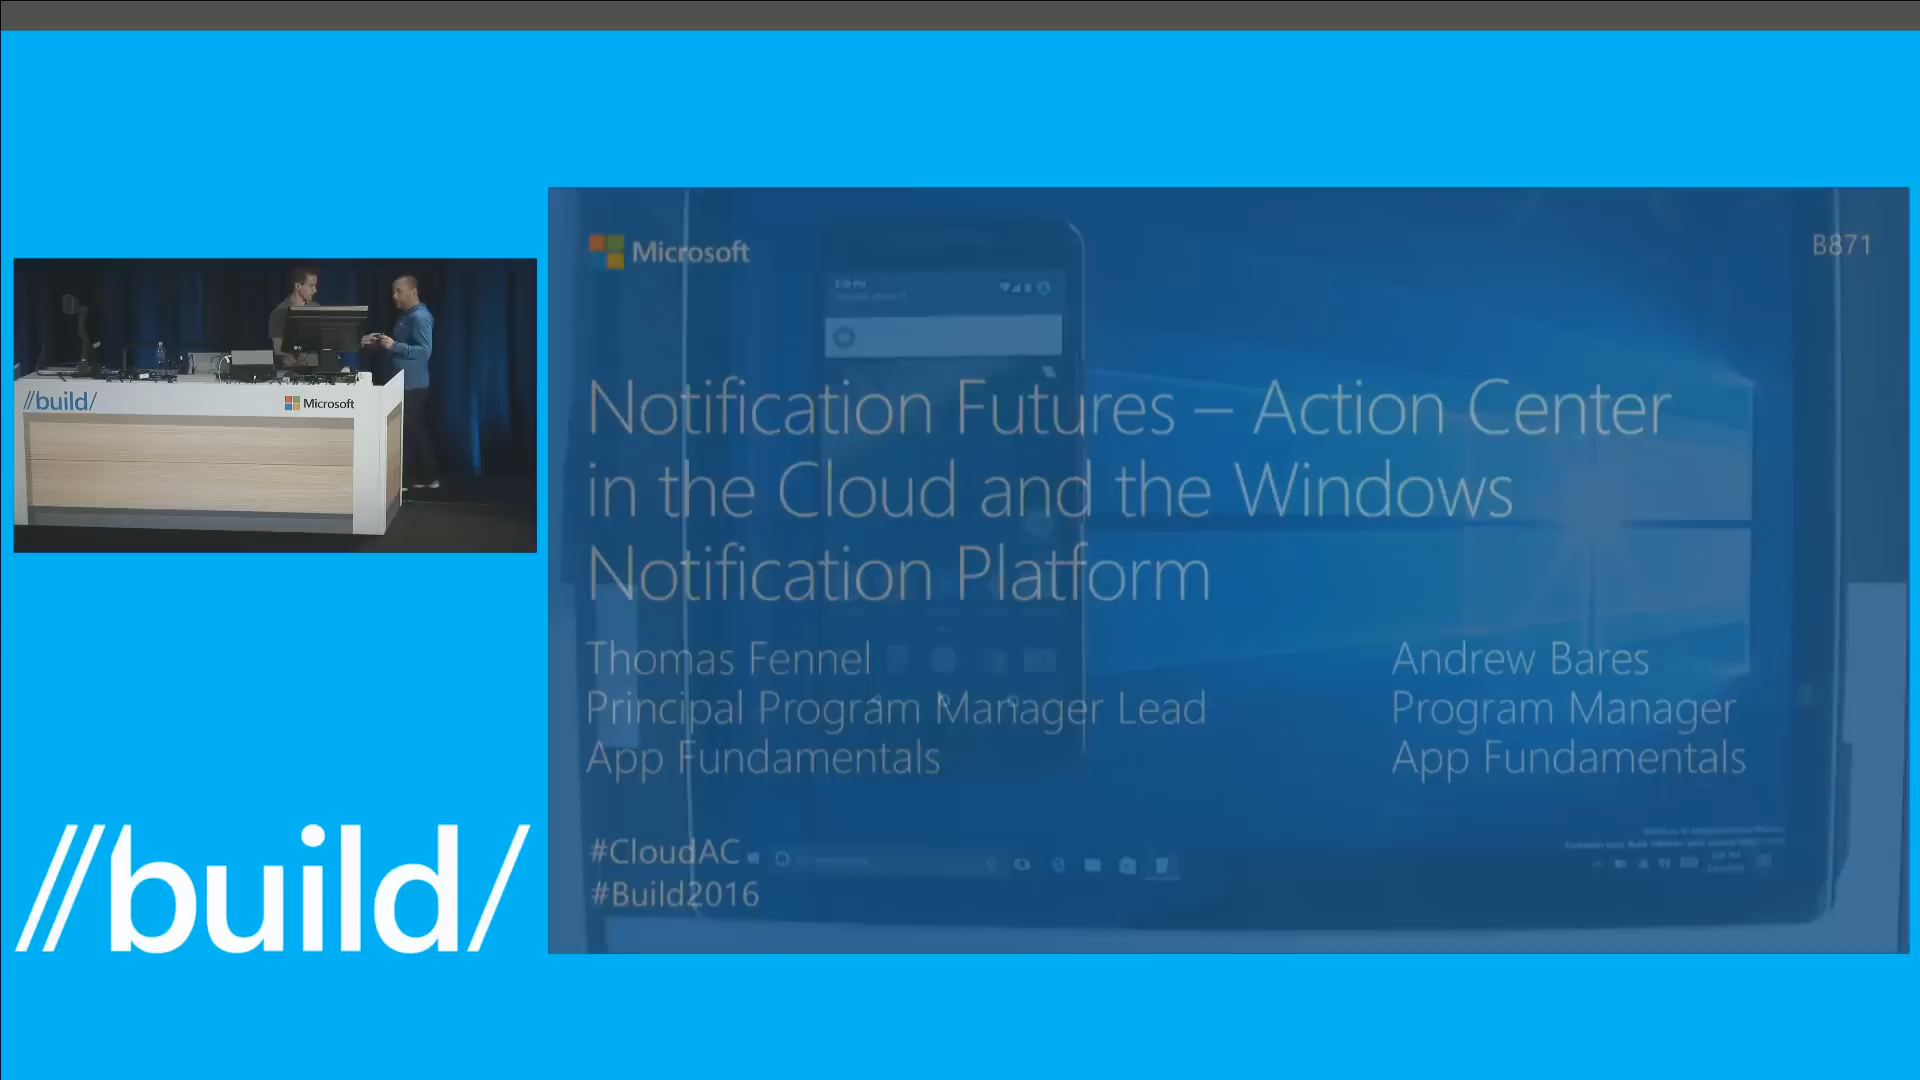 Microsoft
B871
Notification Futures – Action Center
in the Cloud and the Windows
Notification Platform
Thomas Fennel
Principal Program Manager Lead
App Fundamentals
Andrew Bares
Program Manager
App Fundamentals
#CloudAC
#Build2016
//build/
Microsoft
//build/